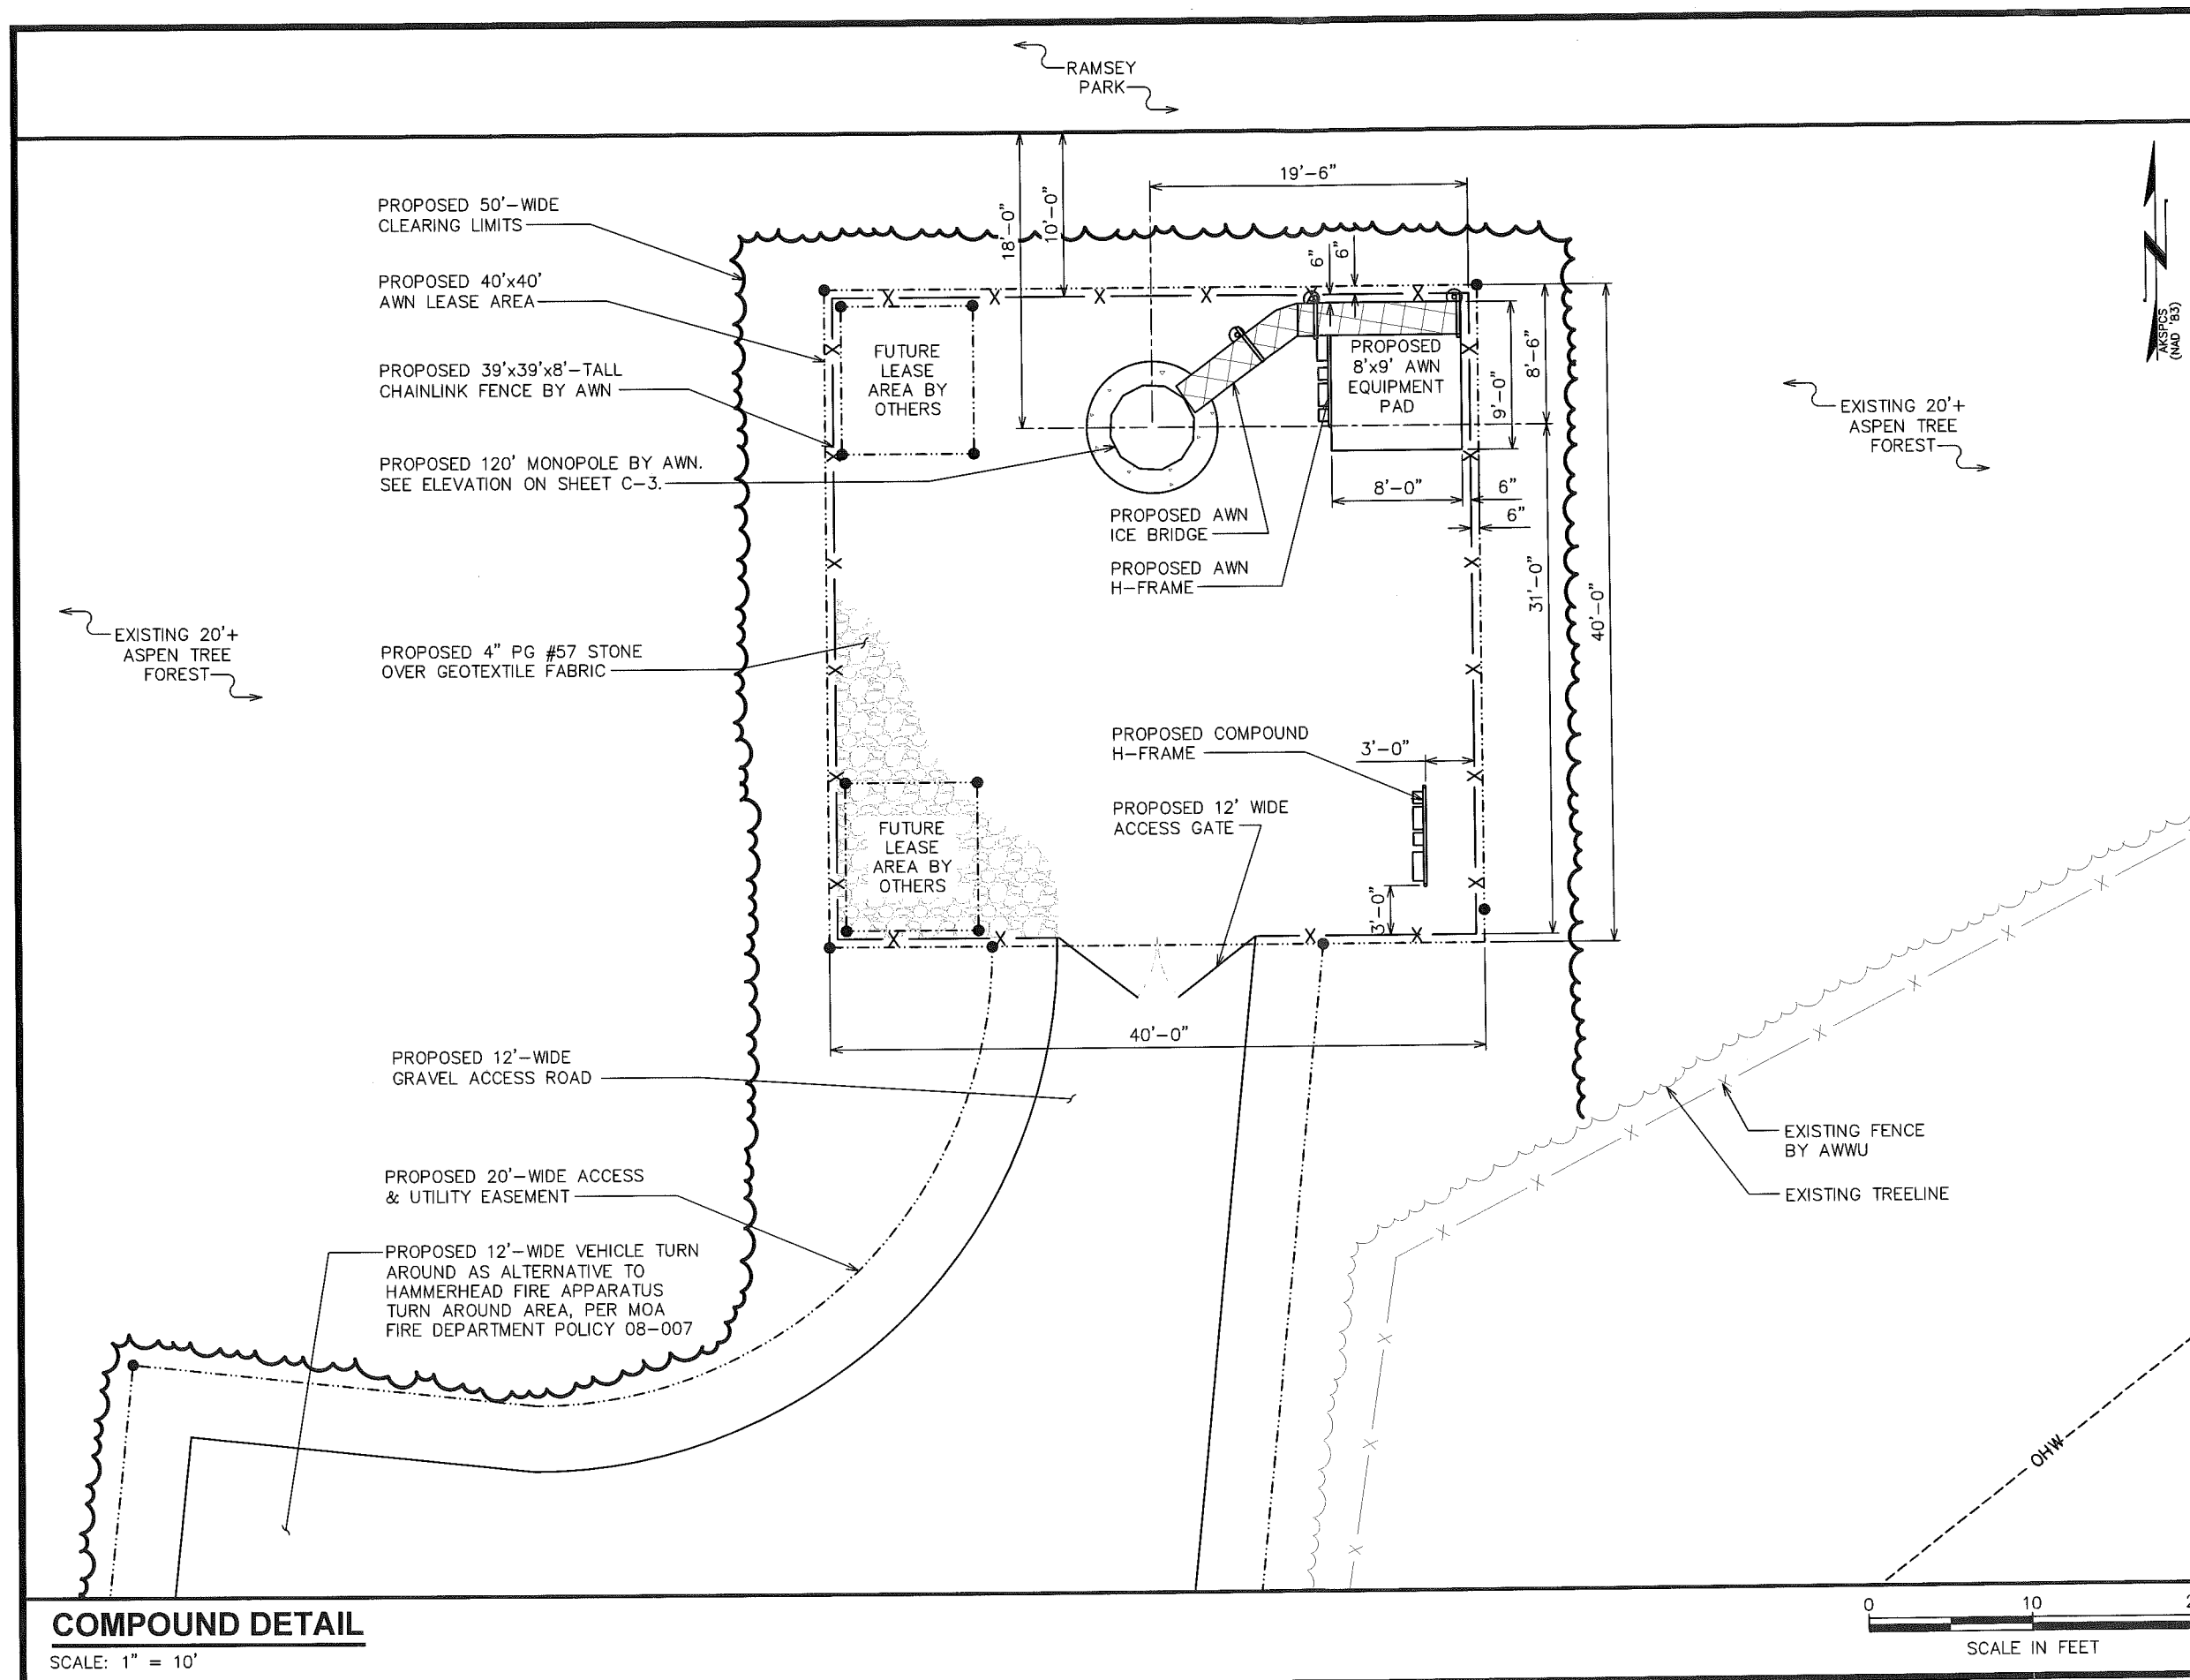 RAMSEY
PARK
19'-6"
18'-0"
10'-0"
6"
6"
PROPOSED 50'-WIDE
CLEARING LIMITS
PROPOSED 40'x40'
AWN LEASE AREA
PROPOSED 39'x39'x8'-TALL
CHAINLINK FENCE BY AWN
PROPOSED 120' MONOPOLE BY AWN.
SEE ELEVATION ON SHEET C-3.
FUTURE
LEASE
AREA BY
OTHERS
PROPOSED
8'x9' AWN
EQUIPMENT
PAD
9'-0"
8'-6"
8'-0"
6"
6"
31'-0"
40'-0"
AKSPCS
(NAD '83)
N
EXISTING 20'+
ASPEN TREE
FOREST
PROPOSED AWN
ICE BRIDGE
PROPOSED AWN
H-FRAME
EXISTING 20'+
ASPEN TREE
FOREST
PROPOSED 4" PG #57 STONE
OVER GEOTEXTILE FABRIC
PROPOSED COMPOUND
H-FRAME
3'-0"
PROPOSED 12' WIDE
ACCESS GATE
FUTURE
LEASE
AREA BY
OTHERS
3'-0"
40'-0"
PROPOSED 12'-WIDE
GRAVEL ACCESS ROAD
EXISTING FENCE
BY AWWU
EXISTING TREELINE
PROPOSED 20'-WIDE ACCESS
& UTILITY EASEMENT
PROPOSED 12'-WIDE VEHICLE TURN
AROUND AS ALTERNATIVE TO
HAMMERHEAD FIRE APPARATUS
TURN AROUND AREA, PER MOA
FIRE DEPARTMENT POLICY 08-007
OHW
COMPOUND DETAIL
SCALE: 1" = 10'
0 10 2
SCALE IN FEET